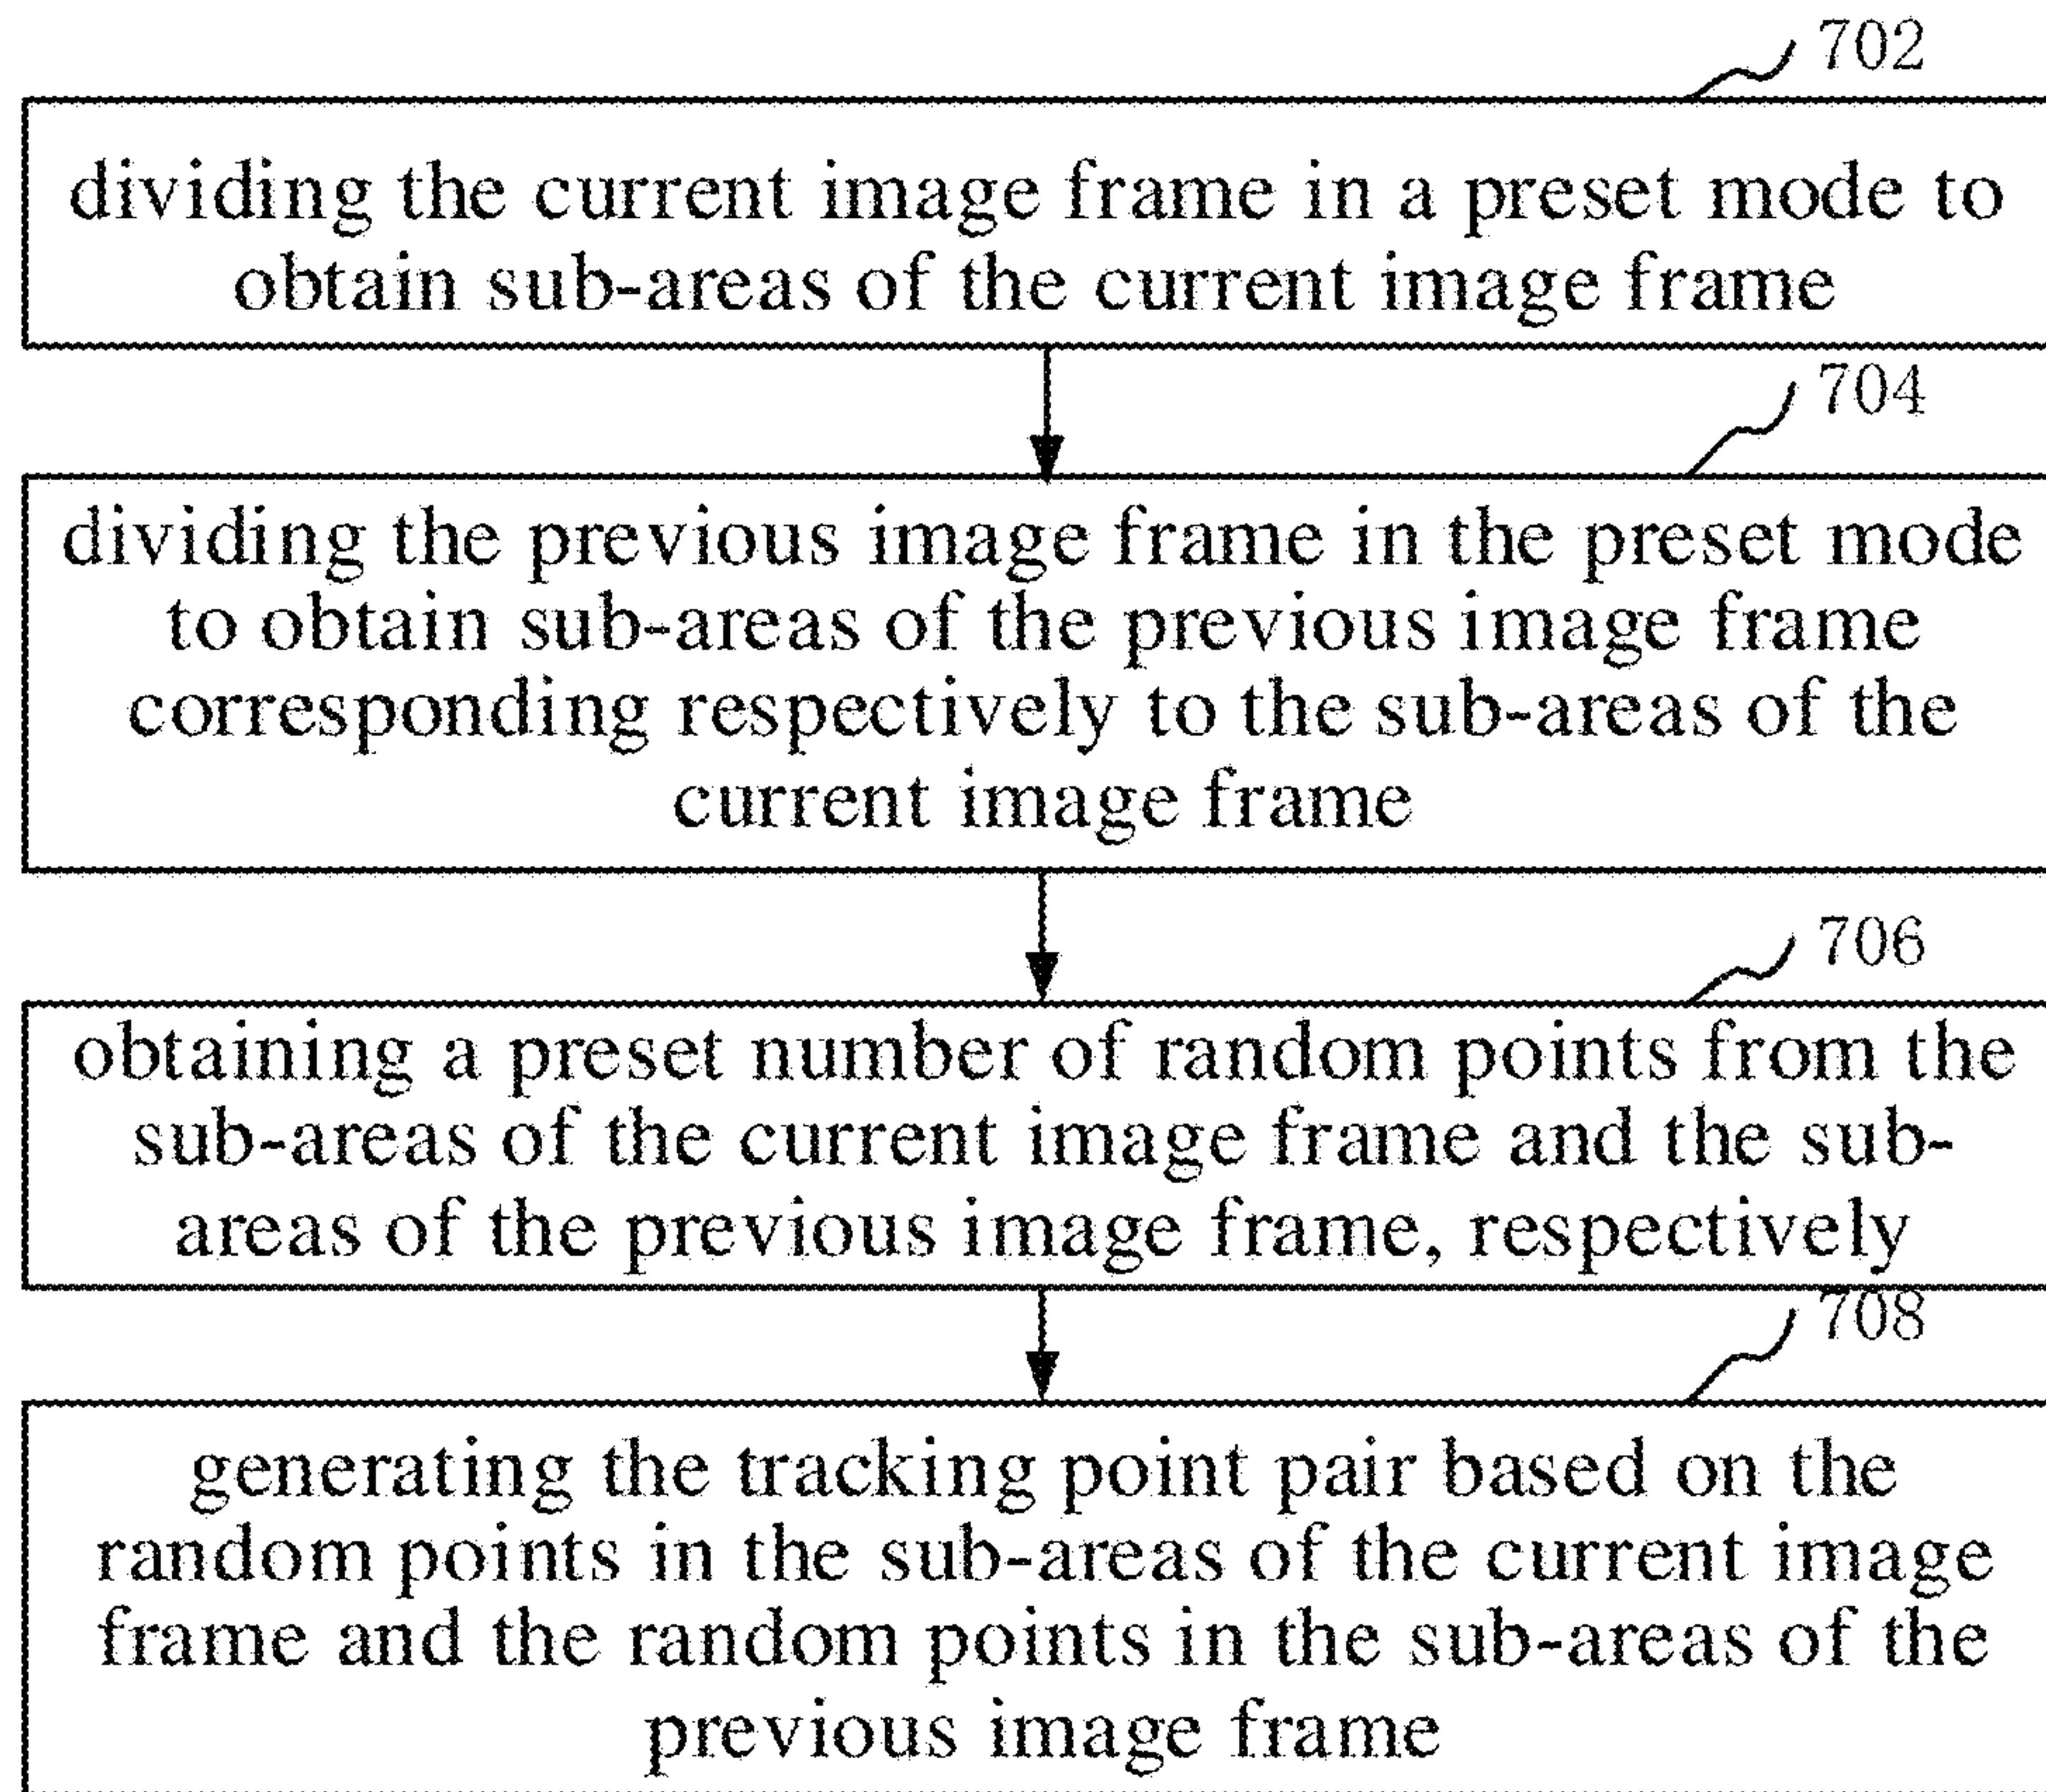 702
dividing the current image frame in a preset mode to
obtain sub-areas of the current image frame
704
dividing the previous image frame in the preset mode
to obtain sub-areas of the previous image frame
corresponding respectively to the sub-areas of the
current image frame
706
obtaining a preset number of random points from the
sub-areas of the current image frame and the sub-
areas of the previous image frame, respectively
708
generating the tracking point pair based on the
random points in the sub-areas of the current image
frame and the random points in the sub-areas of the
previous image frame